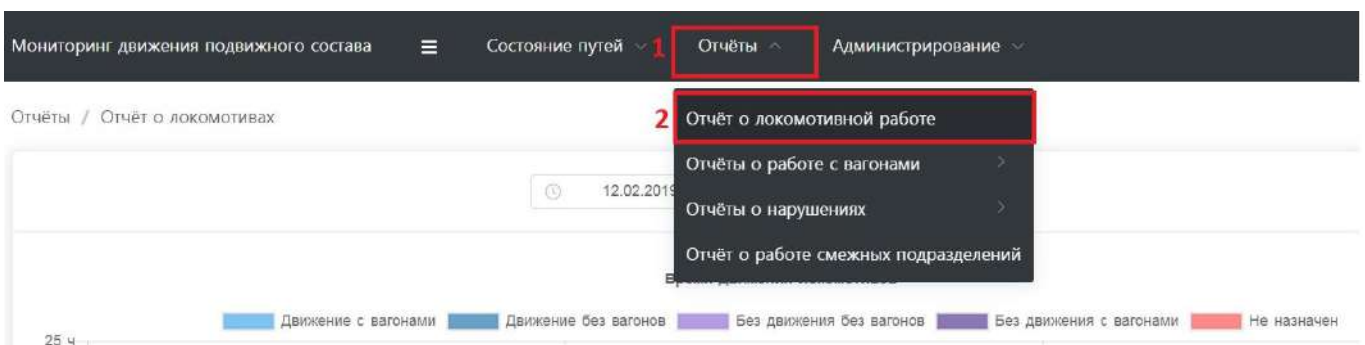 Мониторинг движения подвижного состава Состояние путей 1 Отчёты Администрирование
Отчёты / Отчёт о локомотивах 2 Отчёт о локомотивной работе
Отчёты о работе с вагонами
12.02.2019
Отчёты о нарушениях
Отчёт о работе смежных подразделений
Движение с вагонами Движение без вагонов Без движения без вагонов Без движения с вагонами Не назначен
25 ч